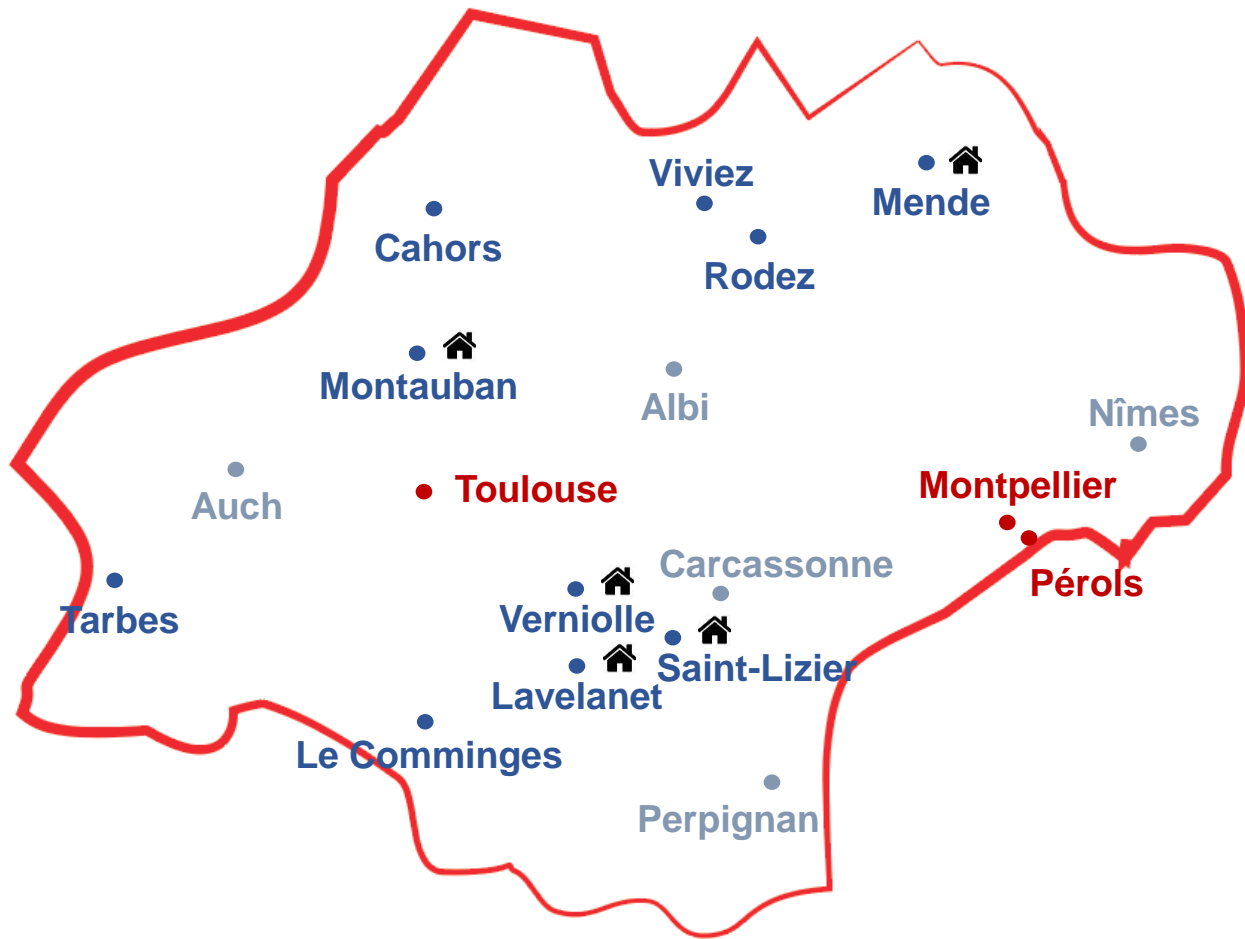 Viviez
Mende
Cahors
Rodez
Montauban
Albi
Nîmes
Toulouse
Montpellier
Auch
Carcassonne
Pérols
Tarbes
Verniolle
Saint-Lizier
Lavelanet
Le Comminges
Perpignan